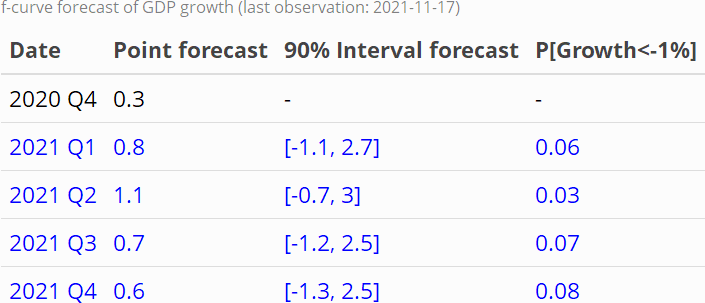 f-curve forecast of GDP growth (last observation: 2021-11-17)
Date Point forecast 90% Interval forecast P[Growth<-1%]
2020 Q4 0.3 - -
2021 Q1 0.8 [-1.1, 2.7] 0.06
2021 Q2 1.1 [-0.7, 3] 0.03
2021 Q3 0.7 [-1.2, 2.5] 0.07
2021 Q4 0.6 [-1.3, 2.5] 0.08